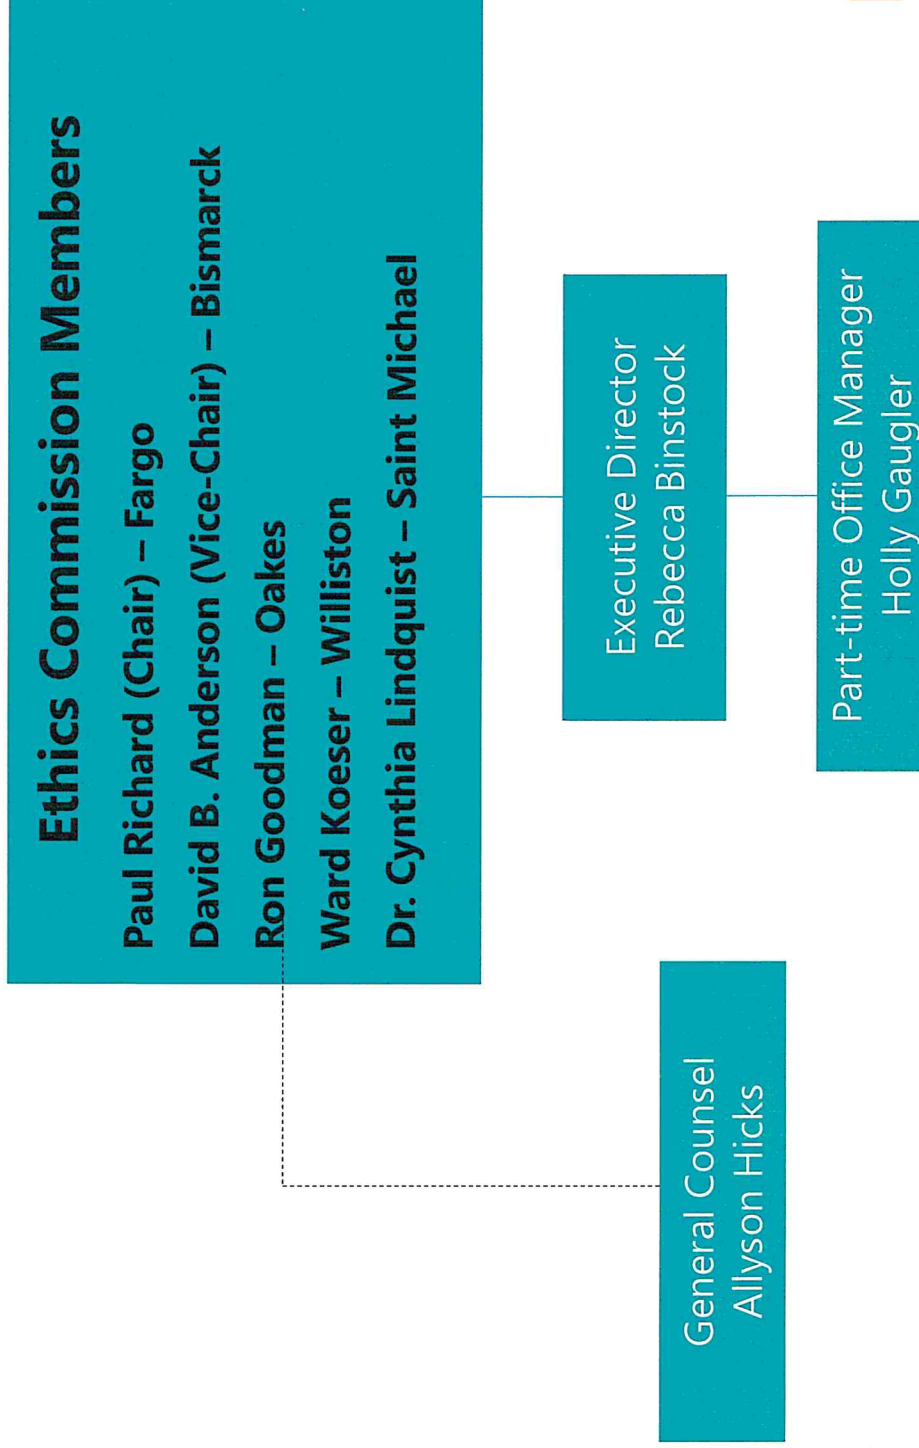 Ethics Commission Members
Paul Richard (Chair) – Fargo
David B. Anderson (Vice-Chair) – Bismarck
Ron Goodman – Oakes
Ward Koeser – Williston
Dr. Cynthia Lindquist – Saint Michael
General Counsel
Allyson Hicks
Executive Director
Rebecca Binstock
Part-time Office Manager
Holly Gaugler